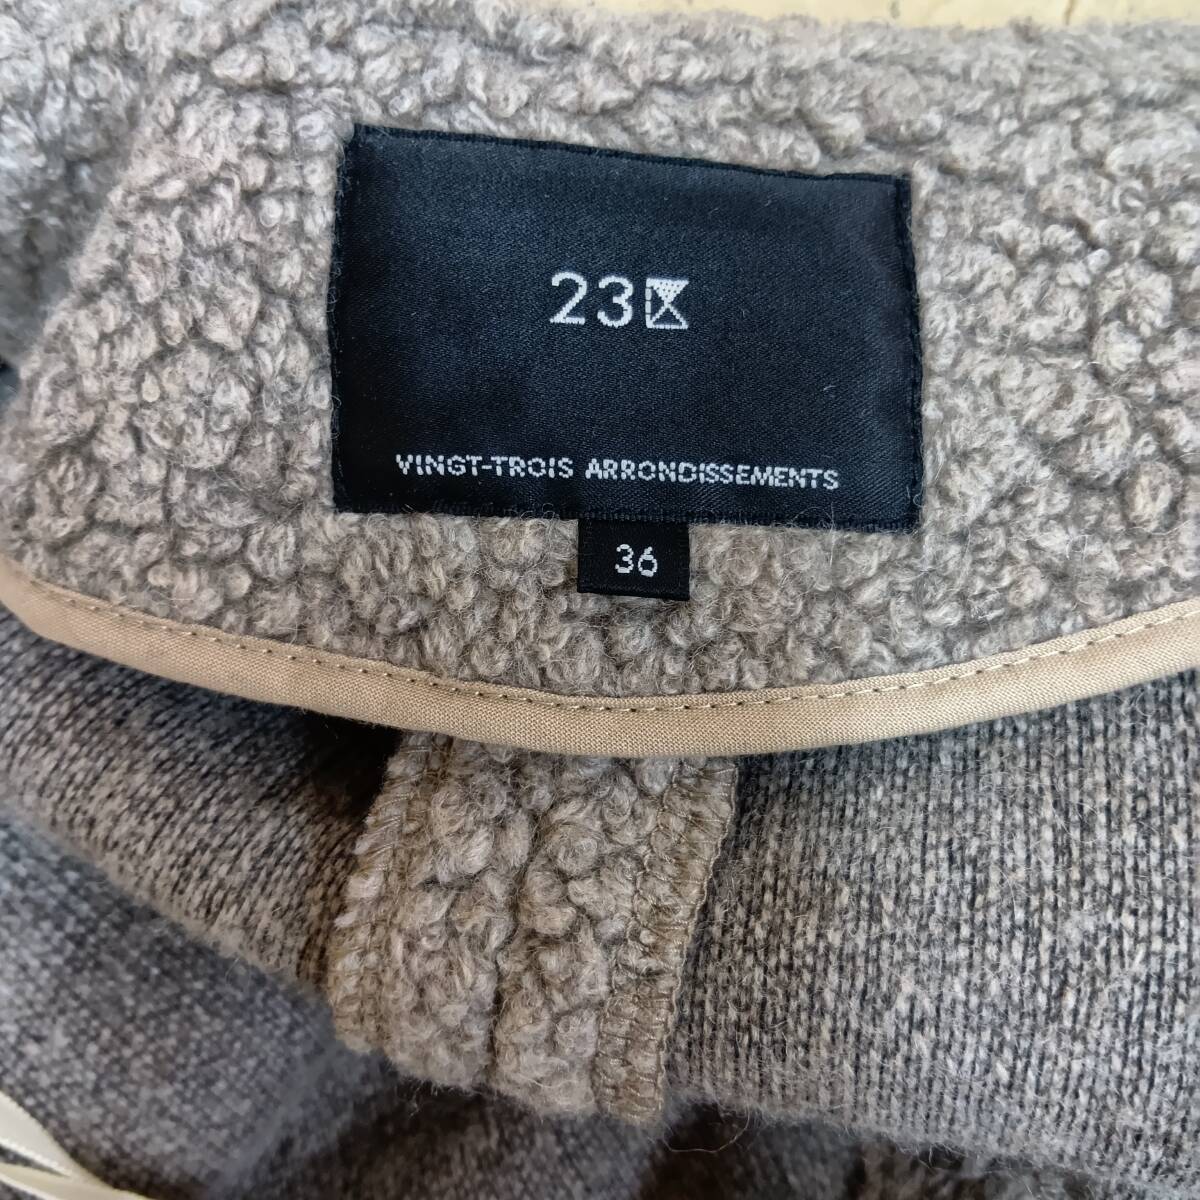 23区
VINGT-TROIS ARRONDISSEMENTS
36